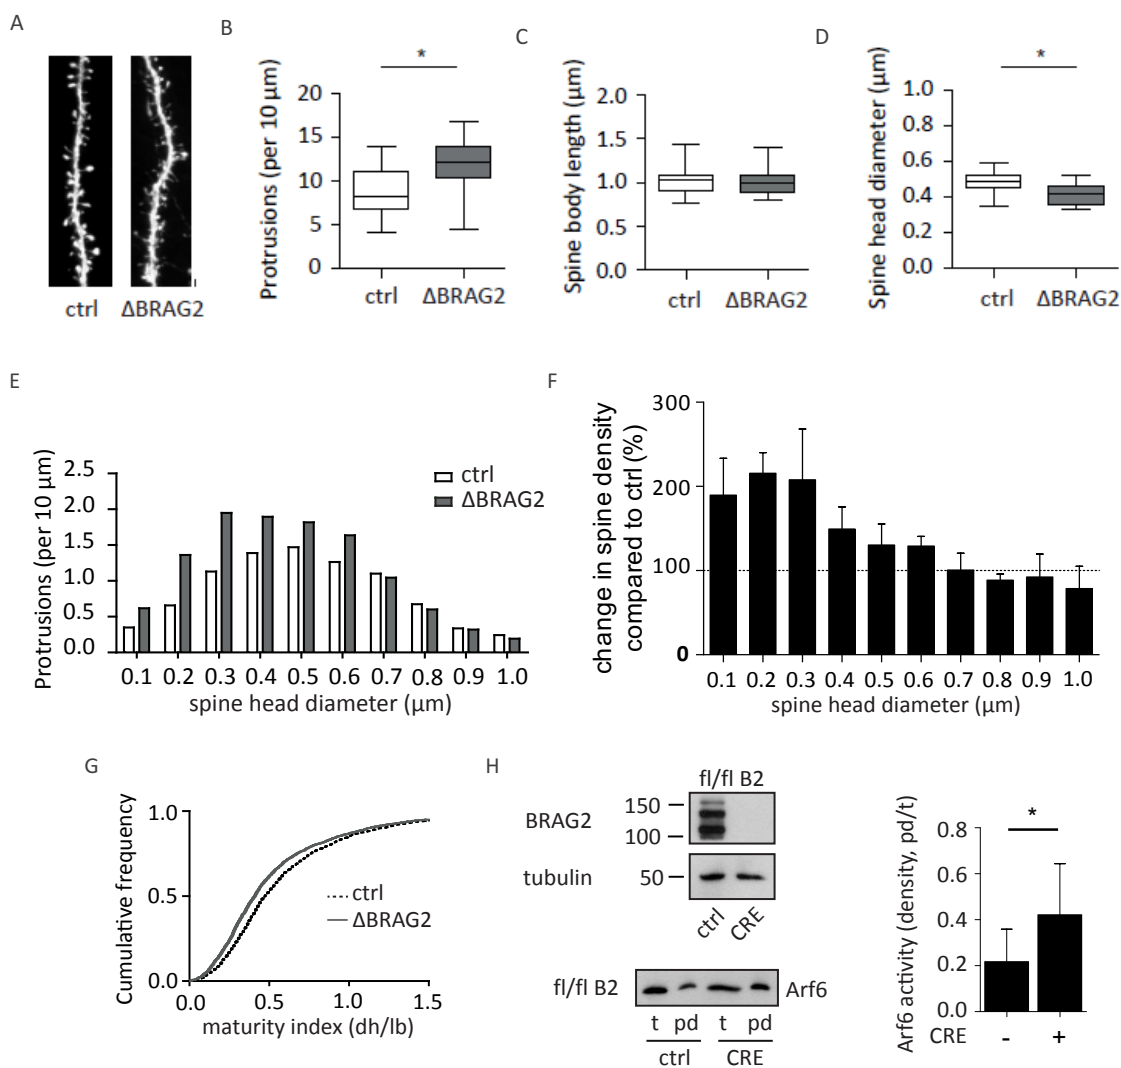 A
ctrl ΔBRAG2
B
*
Protrusions (per 10 µm)
20
15
10
5
0
ctrl ΔBRAG2
C
Spine body length (µm)
2.0
1.5
1.0
0.5
0.0
ctrl ΔBRAG2
D
*
Spine head diameter (µm)
1.0
0.8
0.6
0.4
0.2
0.0
ctrl ΔBRAG2
E
Protrusions (per 10 µm)
2.5
2.0
1.5
1.0
0.5
0.0
ctrl
ΔBRAG2
0.1 0.2 0.3 0.4 0.5 0.6 0.7 0.8 0.9 1.0
spine head diameter (µm)
F
change in spine density
compared to ctrl (%)
300
200
100
0
0.1 0.2 0.3 0.4 0.5 0.6 0.7 0.8 0.9 1.0
spine head diameter (µm)
G
Cumulative frequency
1.0
0.5
0.0
ctrl
ΔBRAG2
0.0 0.5 1.0 1.5
maturity index (dh/lb)
H
fl/fl B2
BRAG2
150
100
tubulin
50
ctrl CRE
fl/fl B2
Arf6
t pd t pd
ctrl CRE
Arf6 activity (density, pd/t)
*
0.8
0.6
0.4
0.2
0.0
CRE - +